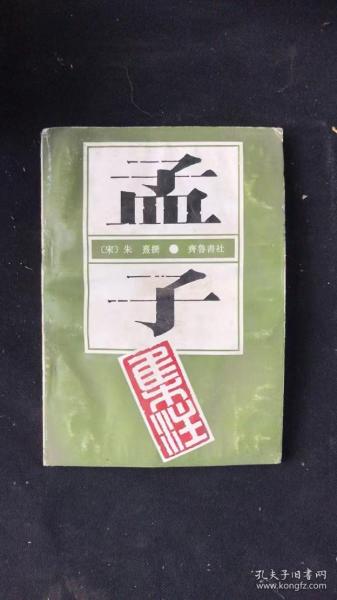 孟
〔宋〕朱熹撰 ● 齊魯書社
子
集注
孔夫子旧书网
www.kongfz.com